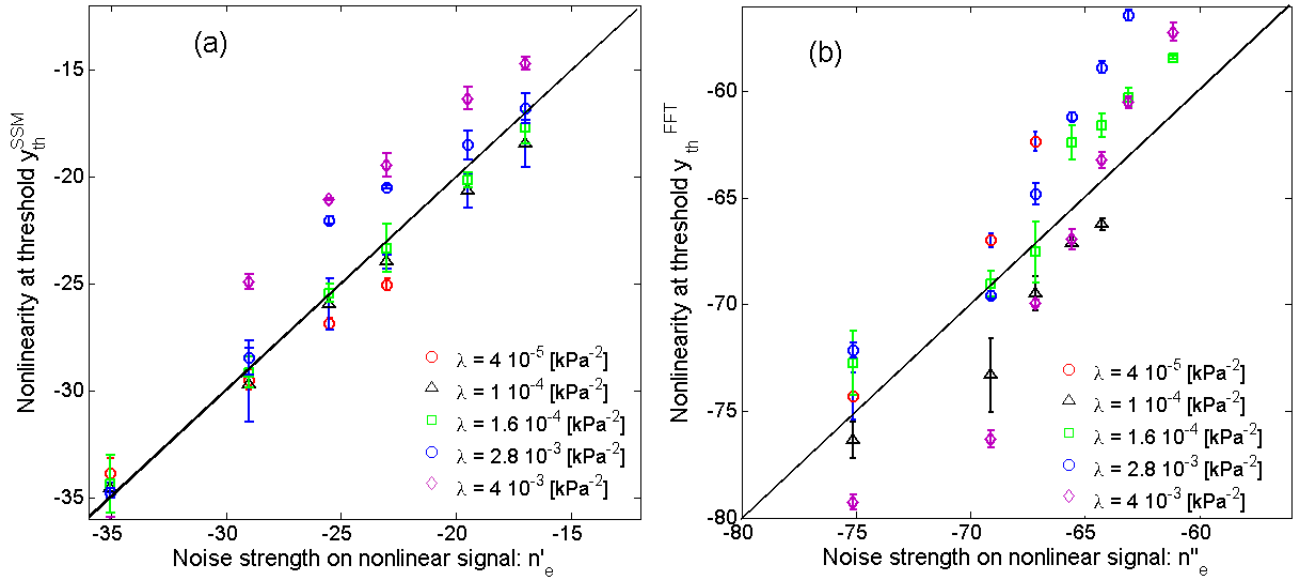 (a)
Nonlinearity at threshold y_th^SSM
-15
-20
-25
-30
-35
-35
-30
-25
-20
-15
Noise strength on nonlinear signal: n'_e
λ = 4 10^-5 [kPa^-2]
λ = 1 10^-4 [kPa^-2]
λ = 1.6 10^-4 [kPa^-2]
λ = 2.8 10^-3 [kPa^-2]
λ = 4 10^-3 [kPa^-2]
(b)
Nonlinearity at threshold y_th^FFT
-60
-65
-70
-75
-80
-80
-75
-70
-65
-60
Noise strength on nonlinear signal: n''_e
λ = 4 10^-5 [kPa^-2]
λ = 1 10^-4 [kPa^-2]
λ = 1.6 10^-4 [kPa^-2]
λ = 2.8 10^-3 [kPa^-2]
λ = 4 10^-3 [kPa^-2]